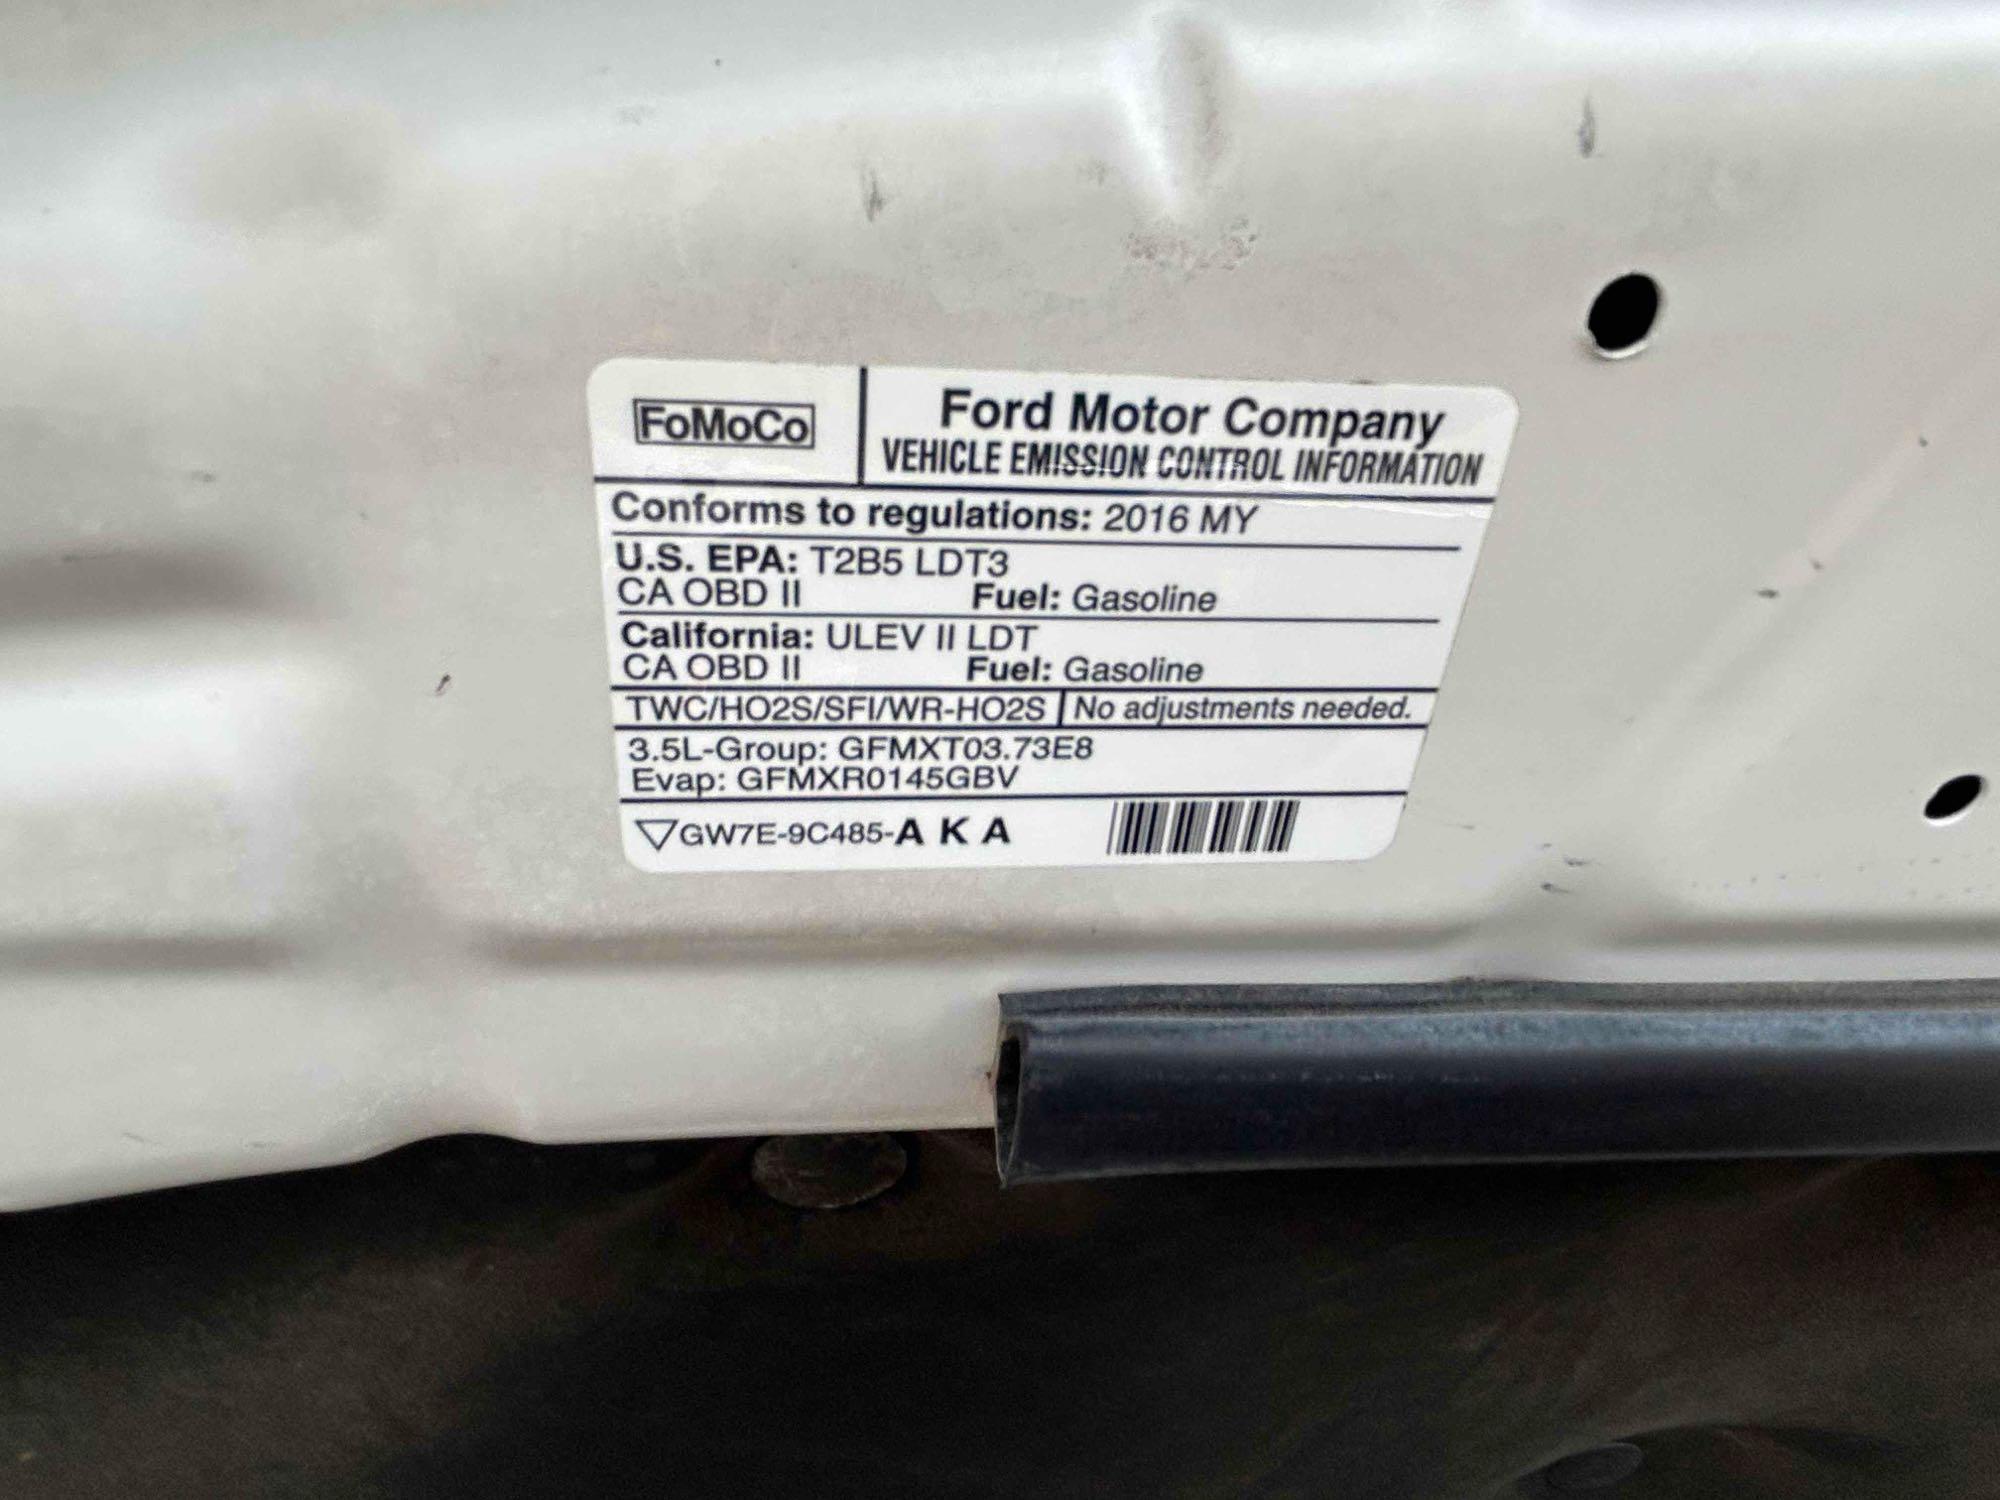 FoMoCo
Ford Motor Company
VEHICLE EMISSION CONTROL INFORMATION
Conforms to regulations: 2016 MY
U.S. EPA: T2B5 LDT3
CA OBD II Fuel: Gasoline
California: ULEV II LDT
CA OBD II Fuel: Gasoline
TWC/HO2S/SFI/WR-HO2S No adjustments needed.
3.5L-Group: GFMXT03.73E8
Evap: GFMXR0145GBV
GW7E-9C485-A K A